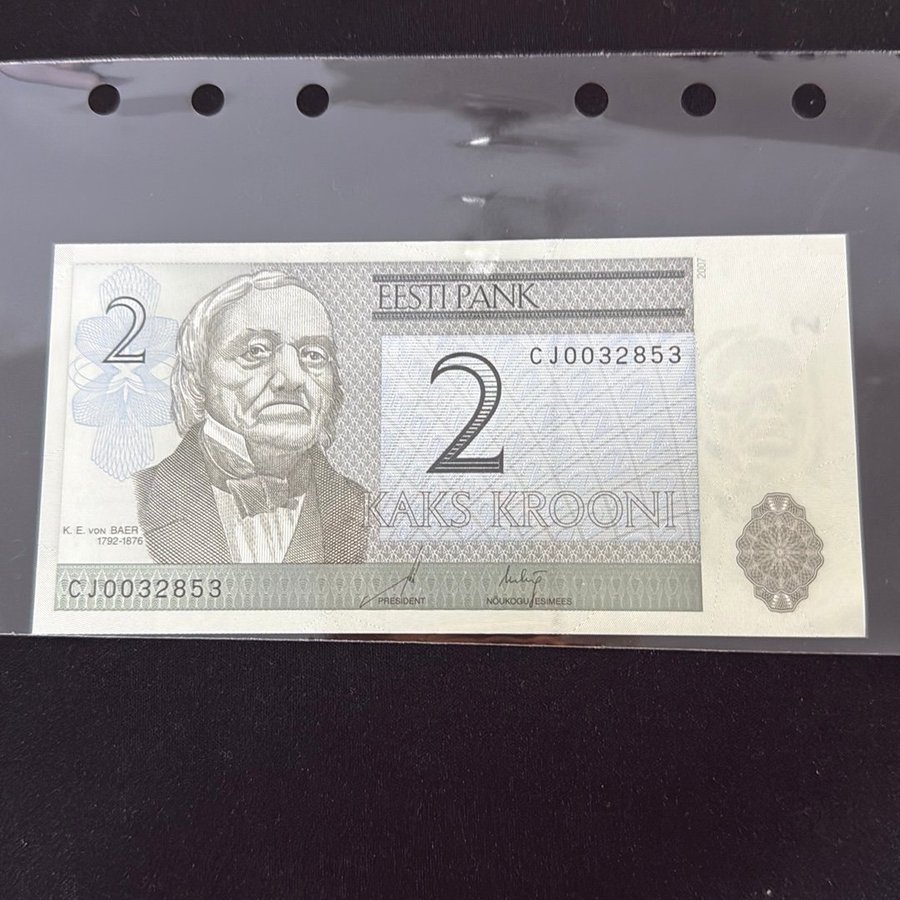 2
EESTI PANK
2007
CJ0032853
2
KAKS KROONI
K. E. VON BAER
1792-1876
CJ0032853
PRESIDENT
NÕUKOGU ESIMEES